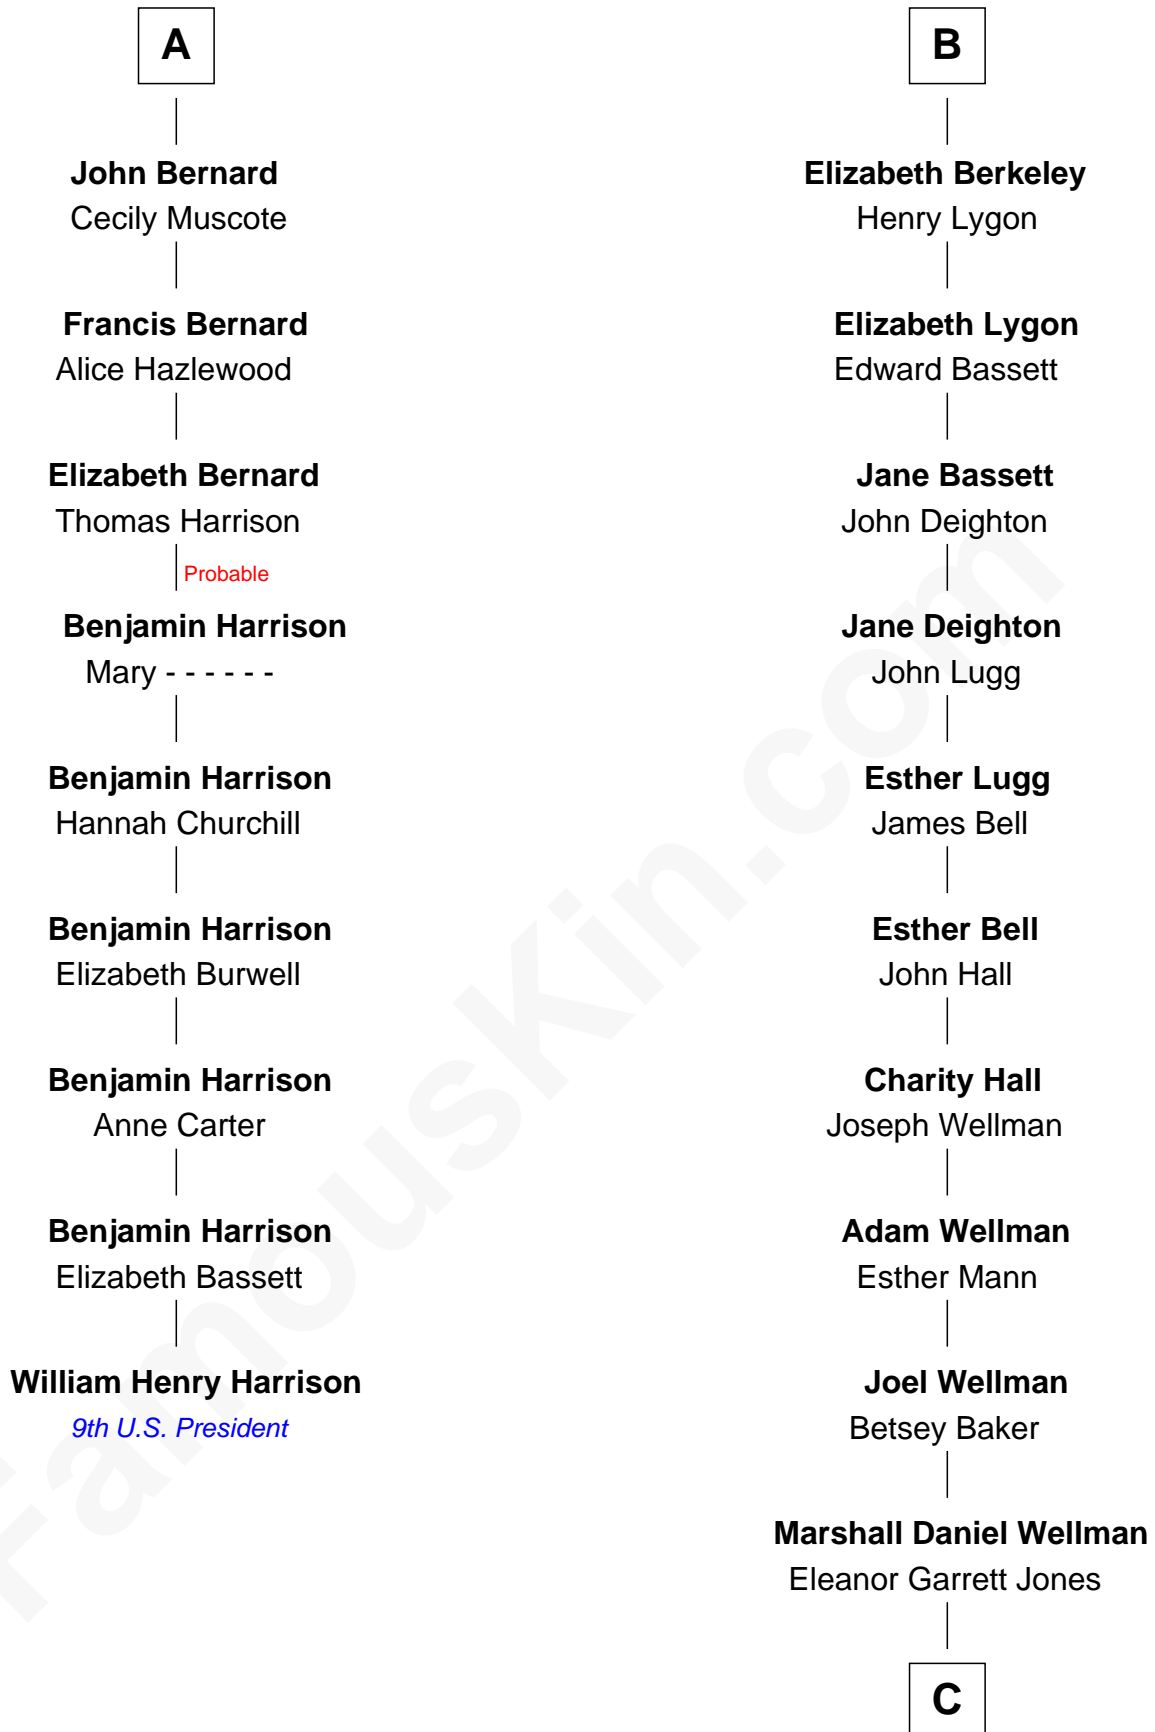 A
John Bernard
Cecily Muscote
Francis Bernard
Alice Hazlewood
Elizabeth Bernard
Thomas Harrison
Probable
Benjamin Harrison
Mary - - - - - -
Benjamin Harrison
Hannah Churchill
Benjamin Harrison
Elizabeth Burwell
Benjamin Harrison
Anne Carter
Benjamin Harrison
Elizabeth Bassett
William Henry Harrison
9th U.S. President
B
Elizabeth Berkeley
Henry Lygon
Elizabeth Lygon
Edward Bassett
Jane Bassett
John Deighton
Jane Deighton
John Lugg
Esther Lugg
James Bell
Esther Bell
John Hall
Charity Hall
Joseph Wellman
Adam Wellman
Esther Mann
Joel Wellman
Betsey Baker
Marshall Daniel Wellman
Eleanor Garrett Jones
C
FamousKin.com